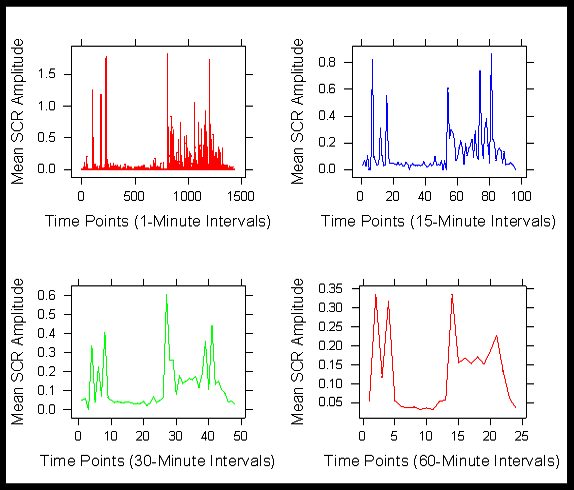 Mean SCR Amplitude
1.5
1.0
0.5
0.0
0 500 1000 1500
Time Points (1-Minute Intervals)
Mean SCR Amplitude
0.8
0.6
0.4
0.2
0.0
0 20 40 60 80 100
Time Points (15-Minute Intervals)
Mean SCR Amplitude
0.6
0.5
0.4
0.3
0.2
0.1
0.0
0 10 20 30 40 50
Time Points (30-Minute Intervals)
Mean SCR Amplitude
0.35
0.30
0.25
0.20
0.15
0.10
0.05
0 5 10 15 20 25
Time Points (60-Minute Intervals)